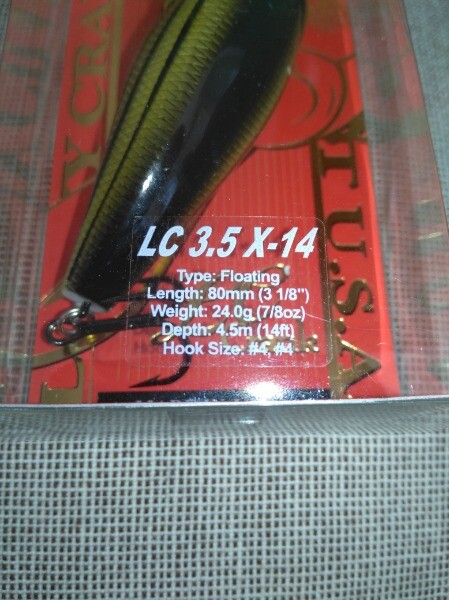 Y CRA
T U.S.A
LC 3.5 X-14
Type: Floating
Length: 80mm (3 1/8")
Weight: 24.0g (7/8oz)
Depth: 4.5m (14ft)
Hook Size: #4, #4